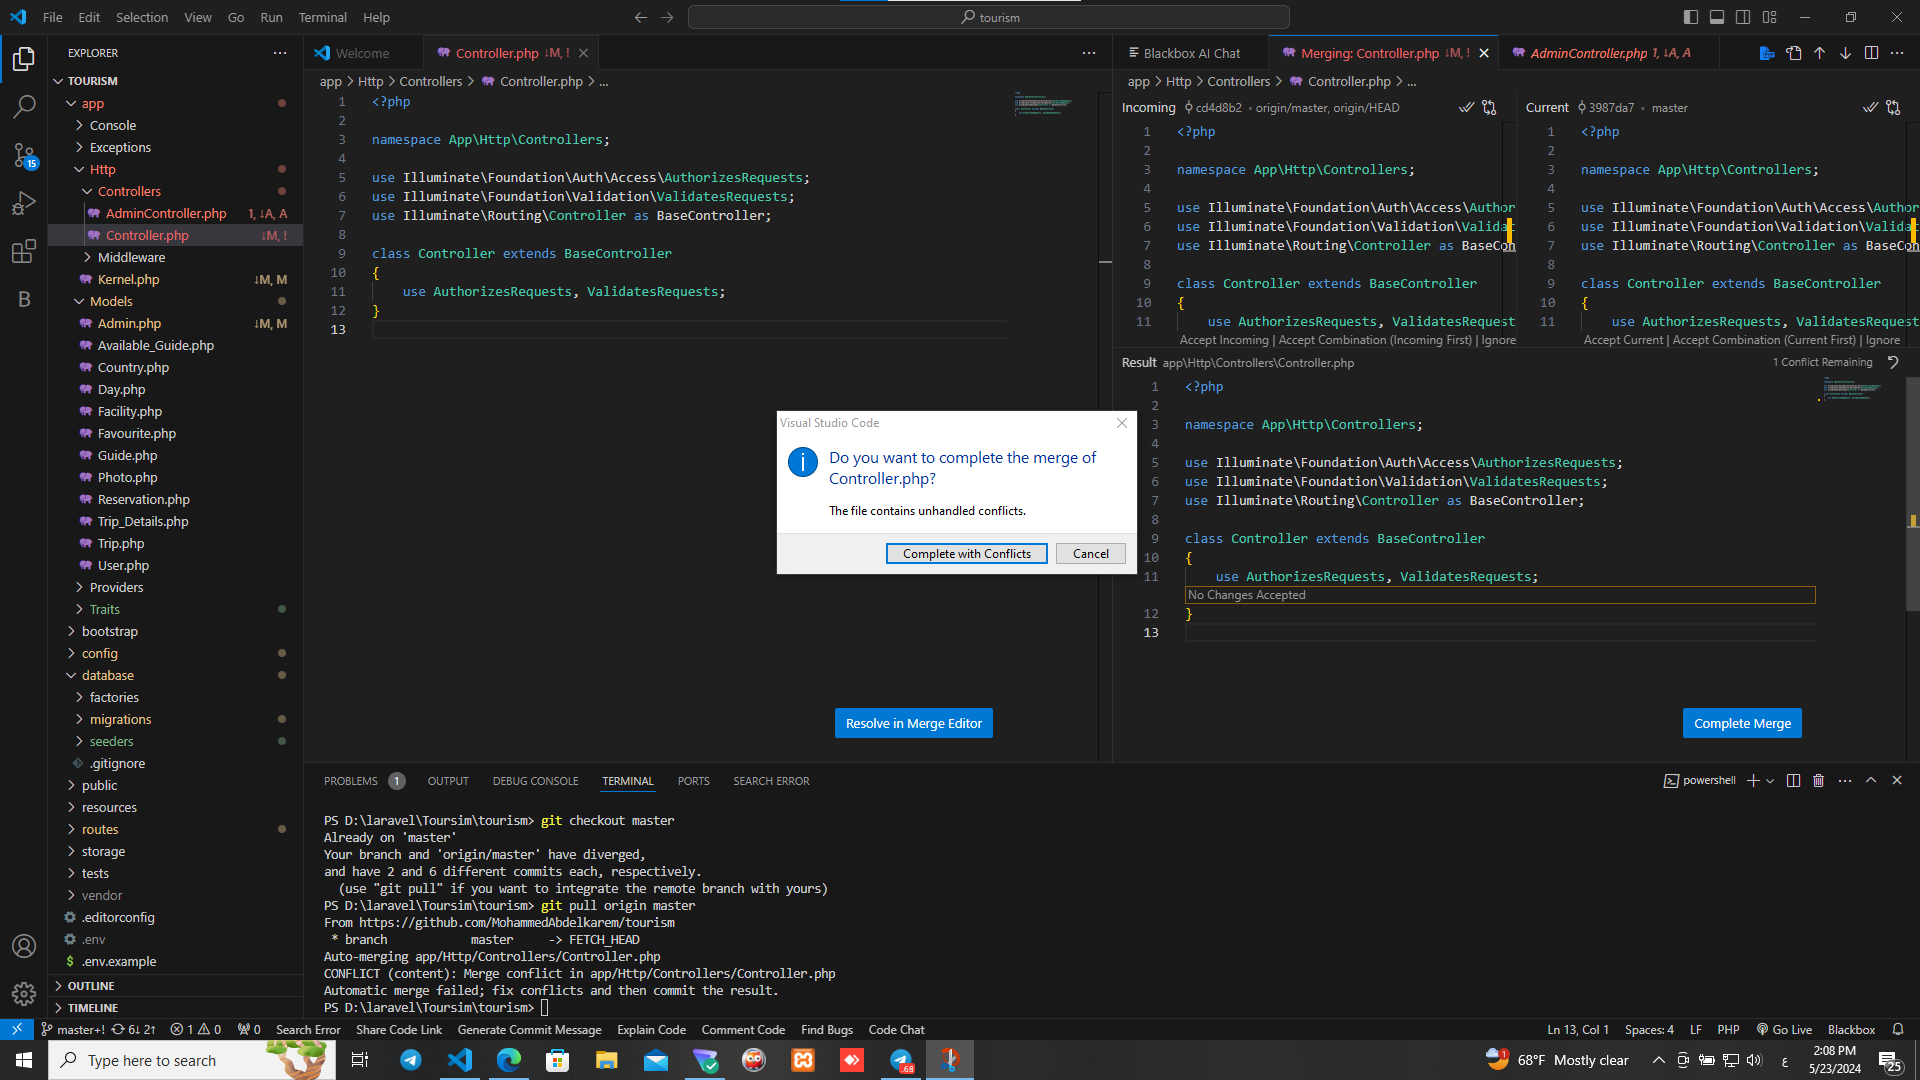 File Edit Selection View Go Run Terminal Help
tourism
EXPLORER
TOURISM
app
Console
Exceptions
Http
Controllers
AdminController.php 1, ↓A, A
Controller.php ↓M, !
Middleware
Kernel.php ↓M, M
Models
Admin.php ↓M, M
Available_Guide.php
Country.php
Day.php
Facility.php
Favourite.php
Guide.php
Photo.php
Reservation.php
Trip_Details.php
Trip.php
User.php
Providers
Traits
bootstrap
config
database
factories
migrations
seeders
.gitignore
public
resources
routes
storage
tests
vendor
.editorconfig
.env
$ .env.example
OUTLINE
TIMELINE
15
B
Welcome
Controller.php ↓M, !
app > Http > Controllers > Controller.php > ...
1 <?php
2
3 namespace App\Http\Controllers;
4
5 use Illuminate\Foundation\Auth\Access\AuthorizesRequests;
6 use Illuminate\Foundation\Validation\ValidatesRequests;
7 use Illuminate\Routing\Controller as BaseController;
8
9 class Controller extends BaseController
10 {
11 use AuthorizesRequests, ValidatesRequests;
12 }
13
Resolve in Merge Editor
Blackbox AI Chat
Merging: Controller.php ↓M, !
AdminController.php 1, ↓A, A
app > Http > Controllers > Controller.php > ...
Incoming cd4d8b2 • origin/master, origin/HEAD
1 <?php
2
3 namespace App\Http\Controllers;
4
5 use Illuminate\Foundation\Auth\Access\Author
6 use Illuminate\Foundation\Validation\Validat
7 use Illuminate\Routing\Controller as BaseCon
8
9 class Controller extends BaseController
10 {
11 use AuthorizesRequests, ValidatesRequest
Accept Incoming | Accept Combination (Incoming First) | Ignore
Current 3987da7 • master
1 <?php
2
3 namespace App\Http\Controllers;
4
5 use Illuminate\Foundation\Auth\Access\Author
6 use Illuminate\Foundation\Validation\Validat
7 use Illuminate\Routing\Controller as BaseCon
8
9 class Controller extends BaseController
10 {
11 use AuthorizesRequests, ValidatesRequest
Accept Current | Accept Combination (Current First) | Ignore
Result app\Http\Controllers\Controller.php 1 Conflict Remaining
1 <?php
2
3 namespace App\Http\Controllers;
4
5 use Illuminate\Foundation\Auth\Access\AuthorizesRequests;
6 use Illuminate\Foundation\Validation\ValidatesRequests;
7 use Illuminate\Routing\Controller as BaseController;
8
9 class Controller extends BaseController
10 {
11 use AuthorizesRequests, ValidatesRequests;
No Changes Accepted
12 }
13
Complete Merge
Visual Studio Code
Do you want to complete the merge of
Controller.php?
The file contains unhandled conflicts.
Complete with Conflicts Cancel
PROBLEMS 1 OUTPUT DEBUG CONSOLE TERMINAL PORTS SEARCH ERROR
powershell
PS D:\laravel\Toursim\tourism> git checkout master
Already on 'master'
Your branch and 'origin/master' have diverged,
and have 2 and 6 different commits each, respectively.
(use "git pull" if you want to integrate the remote branch with yours)
PS D:\laravel\Toursim\tourism> git pull origin master
From https://github.com/MohammedAbdelkarem/tourism
* branch master -> FETCH_HEAD
Auto-merging app/Http/Controllers/Controller.php
CONFLICT (content): Merge conflict in app/Http/Controllers/Controller.php
Automatic merge failed; fix conflicts and then commit the result.
PS D:\laravel\Toursim\tourism>
master+! 6↓ 2↑ 1 0 0 Search Error Share Code Link Generate Commit Message Explain Code Comment Code Find Bugs Code Chat
Ln 13, Col 1 Spaces: 4 LF PHP Go Live Blackbox
Type here to search
.68
1
68°F Mostly clear
ع
2:08 PM
5/23/2024
25